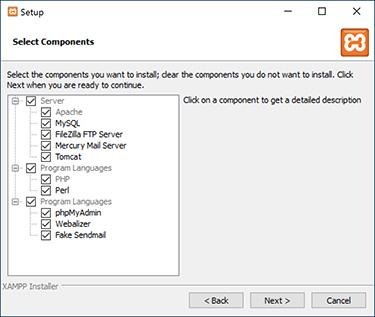 Setup
Select Components
Select the components you want to install; clear the components you do not want to install. Click
Next when you are ready to continue.
Server
Apache
MySQL
FileZilla FTP Server
Mercury Mail Server
Tomcat
Program Languages
PHP
Perl
Program Languages
phpMyAdmin
Webalizer
Fake Sendmail
Click on a component to get a detailed description
XAMPP Installer
< Back
Next >
Cancel